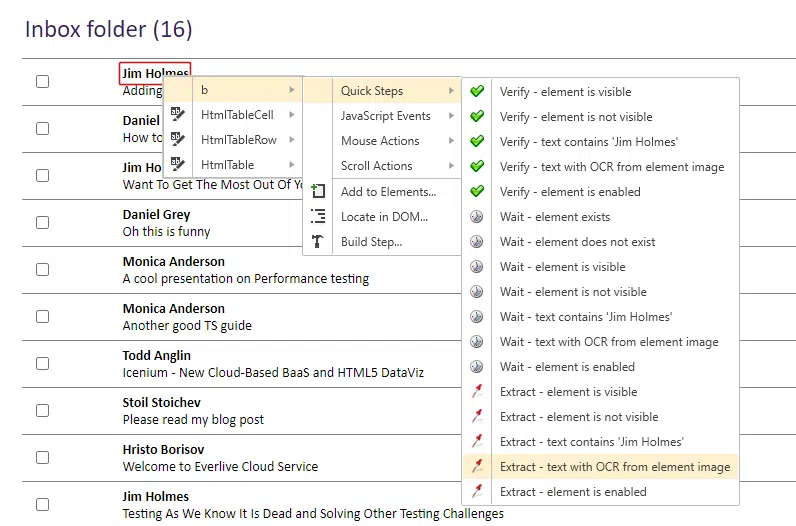 Inbox folder (16)
Jim Holmes
Adding
Daniel
How to
Jim Ho
Want To Get The Most Out Of Yo
Daniel Grey
Oh this is funny
Monica Anderson
A cool presentation on Performance testing
Monica Anderson
Another good TS guide
Todd Anglin
Icenium - New Cloud-Based BaaS and HTML5 DataViz
Stoil Stoichev
Please read my blog post
Hristo Borisov
Welcome to Everlive Cloud Service
Jim Holmes
Testing As We Know It Is Dead and Solving Other Testing Challenges
b
HtmlTableCell
HtmlTableRow
HtmlTable
Quick Steps
JavaScript Events
Mouse Actions
Scroll Actions
Add to Elements...
Locate in DOM...
Build Step...
Verify - element is visible
Verify - element is not visible
Verify - text contains 'Jim Holmes'
Verify - text with OCR from element image
Verify - element is enabled
Wait - element exists
Wait - element does not exist
Wait - element is visible
Wait - element is not visible
Wait - text contains 'Jim Holmes'
Wait - text with OCR from element image
Wait - element is enabled
Extract - element is visible
Extract - element is not visible
Extract - text contains 'Jim Holmes'
Extract - text with OCR from element image
Extract - element is enabled